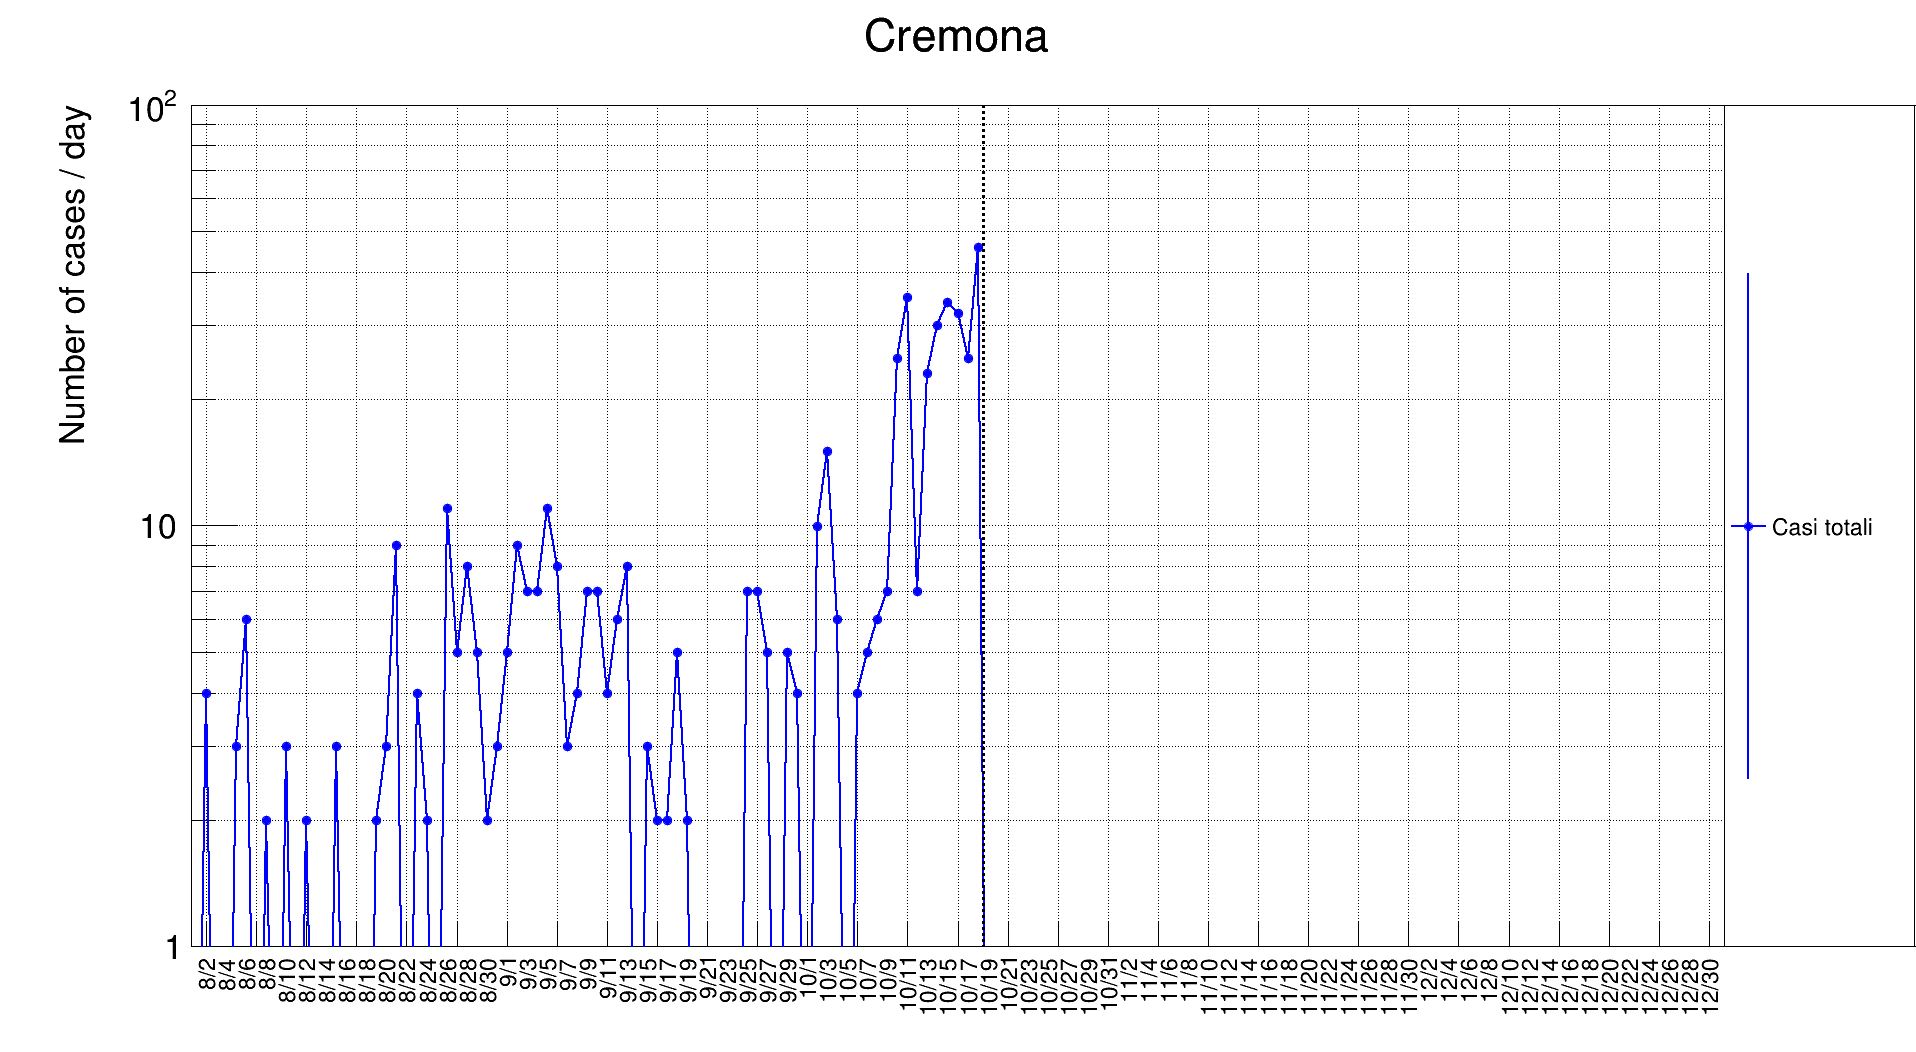 Cremona
Number of cases / day
10²
10
1
8/2 8/4 8/6 8/8 8/10 8/12 8/14 8/16 8/18 8/20 8/22 8/24 8/26 8/28 8/30 9/1 9/3 9/5 9/7 9/9 9/11 9/13 9/15 9/17 9/19 9/21 9/23 9/25 9/27 9/29 10/1 10/3 10/5 10/7 10/9 10/11 10/13 10/15 10/17 10/19 10/21 10/23 10/25 10/27 10/29 10/31 11/2 11/4 11/6 11/8 11/10 11/12 11/14 11/16 11/18 11/20 11/22 11/24 11/26 11/28 11/30 12/2 12/4 12/6 12/8 12/10 12/12 12/14 12/16 12/18 12/20 12/22 12/24 12/26 12/28 12/30
Casi totali